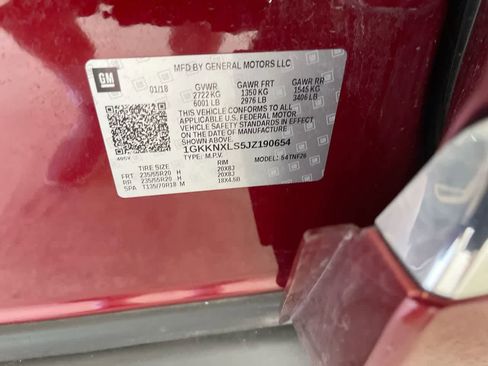 GM
MFD BY GENERAL MOTORS LLC
01/18 GVWR GAWR FRT GAWR RR
2722 KG 1350 KG 1545 KG
6001 LB 2976 LB 3406 LB
THIS VEHICLE CONFORMS TO ALL
APPLICABLE U.S. FEDERAL MOTOR
VEHICLE SAFETY STANDARDS IN EFFECT
ON THE DATE OF MANUFACTURE
SHOWN ABOVE.
1GKKNXLS5JZ190654
TYPE: M.P.V. MODEL: S4TNF26
TIRE SIZE RIM
FRT 235/55R20 H 20X8J
RR 235/55R20 H 20X8J
SPA T135/70R18 M 18X4.5B